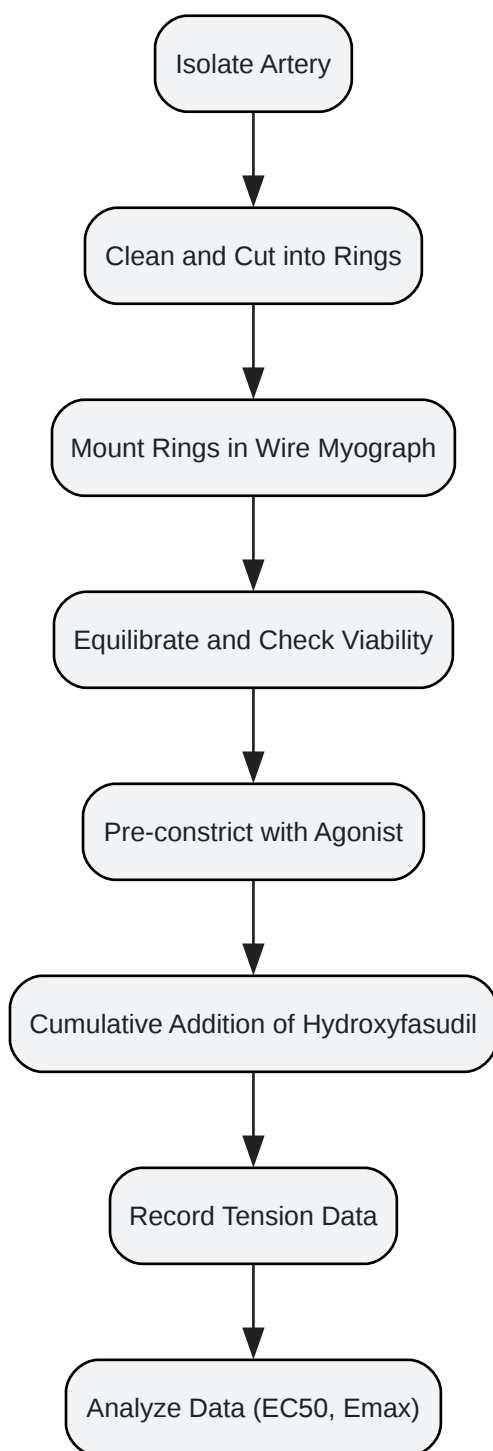 Isolate Artery
Clean and Cut into Rings
Mount Rings in Wire Myograph
Equilibrate and Check Viability
Pre-constrict with Agonist
Cumulative Addition of Hydroxyfasudil
Record Tension Data
Analyze Data (EC50, Emax)